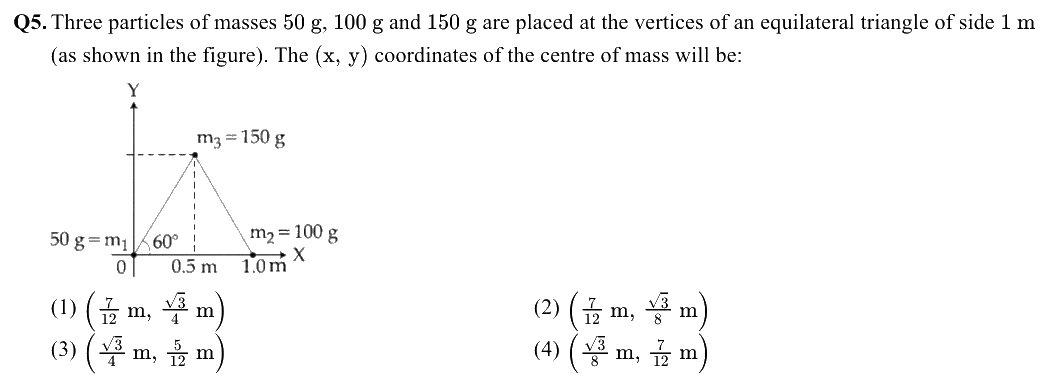 Q5. Three particles of masses 50 g, 100 g and 150 g are placed at the vertices of an equilateral triangle of side 1 m
(as shown in the figure). The (x, y) coordinates of the centre of mass will be:
Y
m₃ = 150 g
50 g = m₁
60°
m₂ = 100 g
X
0
0.5 m
1.0 m
(1) (7/12 m, √3/4 m)
(2) (7/12 m, √3/8 m)
(3) (√3/4 m, 5/12 m)
(4) (√3/8 m, 7/12 m)